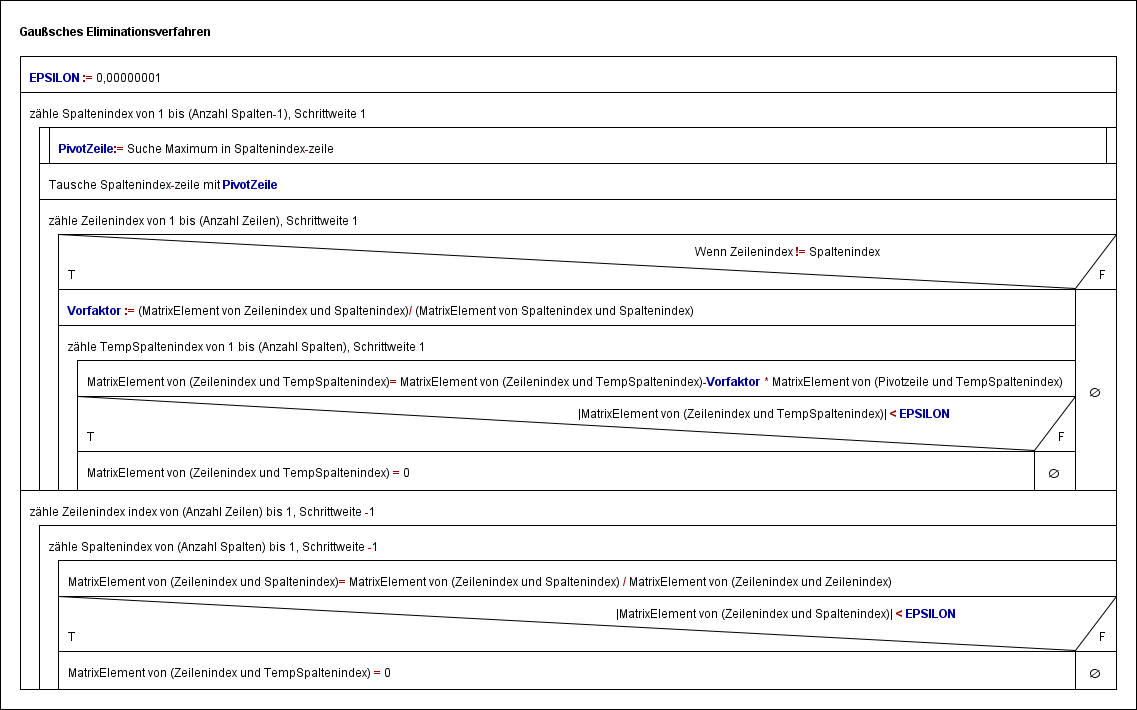 Gaußsches Eliminationsverfahren
EPSILON := 0,00000001
zähle Spaltenindex von 1 bis (Anzahl Spalten-1), Schrittweite 1
PivotZeile:= Suche Maximum in Spaltenindex-zeile
Tausche Spaltenindex-zeile mit PivotZeile
zähle Zeilenindex von 1 bis (Anzahl Zeilen), Schrittweite 1
Wenn Zeilenindex != Spaltenindex
T
F
Vorfaktor := (MatrixElement von Zeilenindex und Spaltenindex)/ (MatrixElement von Spaltenindex und Spaltenindex)
zähle TempSpaltenindex von 1 bis (Anzahl Spalten), Schrittweite 1
MatrixElement von (Zeilenindex und TempSpaltenindex)= MatrixElement von (Zeilenindex und TempSpaltenindex)-Vorfaktor * MatrixElement von (Pivotzeile und TempSpaltenindex)
∅
|MatrixElement von (Zeilenindex und TempSpaltenindex)| < EPSILON
T
F
MatrixElement von (Zeilenindex und TempSpaltenindex) = 0
∅
zähle Zeilenindex index von (Anzahl Zeilen) bis 1, Schrittweite -1
zähle Spaltenindex von (Anzahl Spalten) bis 1, Schrittweite -1
MatrixElement von (Zeilenindex und Spaltenindex)= MatrixElement von (Zeilenindex und Spaltenindex) / MatrixElement von (Zeilenindex und Zeilenindex)
|MatrixElement von (Zeilenindex und Spaltenindex)| < EPSILON
T
F
MatrixElement von (Zeilenindex und TempSpaltenindex) = 0
∅